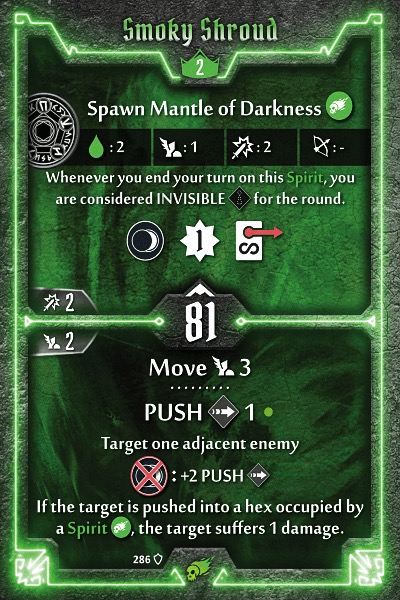 Smoky Shroud
2
Spawn Mantle of Darkness
: 2 : 1 : 2 : -
Whenever you end your turn on this Spirit, you
are considered INVISIBLE for the round.
1 S
2
81
2
Move 3
PUSH 1
Target one adjacent enemy
: +2 PUSH
If the target is pushed into a hex occupied by
a Spirit , the target suffers 1 damage.
286